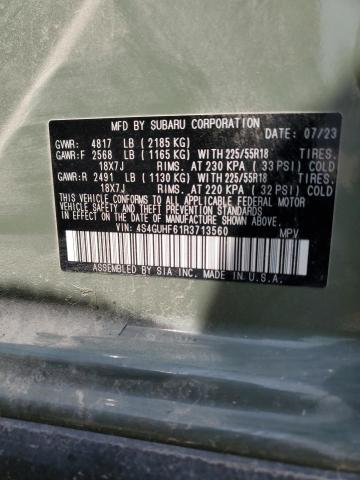 MFD BY SUBARU CORPORATION DATE: 07/23
GVWR: 4817 LB (2185 KG)
GAWR:F 2568 LB (1165 KG) WITH 225/55R18 TIRES.
18X7J RIMS. AT 230 KPA (33 PSI) COLD
GAWR:R 2491 LB (1130 KG) WITH 225/55R18 TIRES.
18X7J RIMS. AT 220 KPA (32 PSI) COLD
THIS VEHICLE CONFORMS TO ALL APPLICABLE FEDERAL MOTOR
VEHICLE SAFETY AND THEFT PREVENTION STANDARDS IN
EFFECT ON THE DATE OF MANUFACTURE SHOWN ABOVE.
VIN: 4S4GUHF61R3713560 MPV
ASSEMBLED BY SIA INC. MADE IN U.S.A.